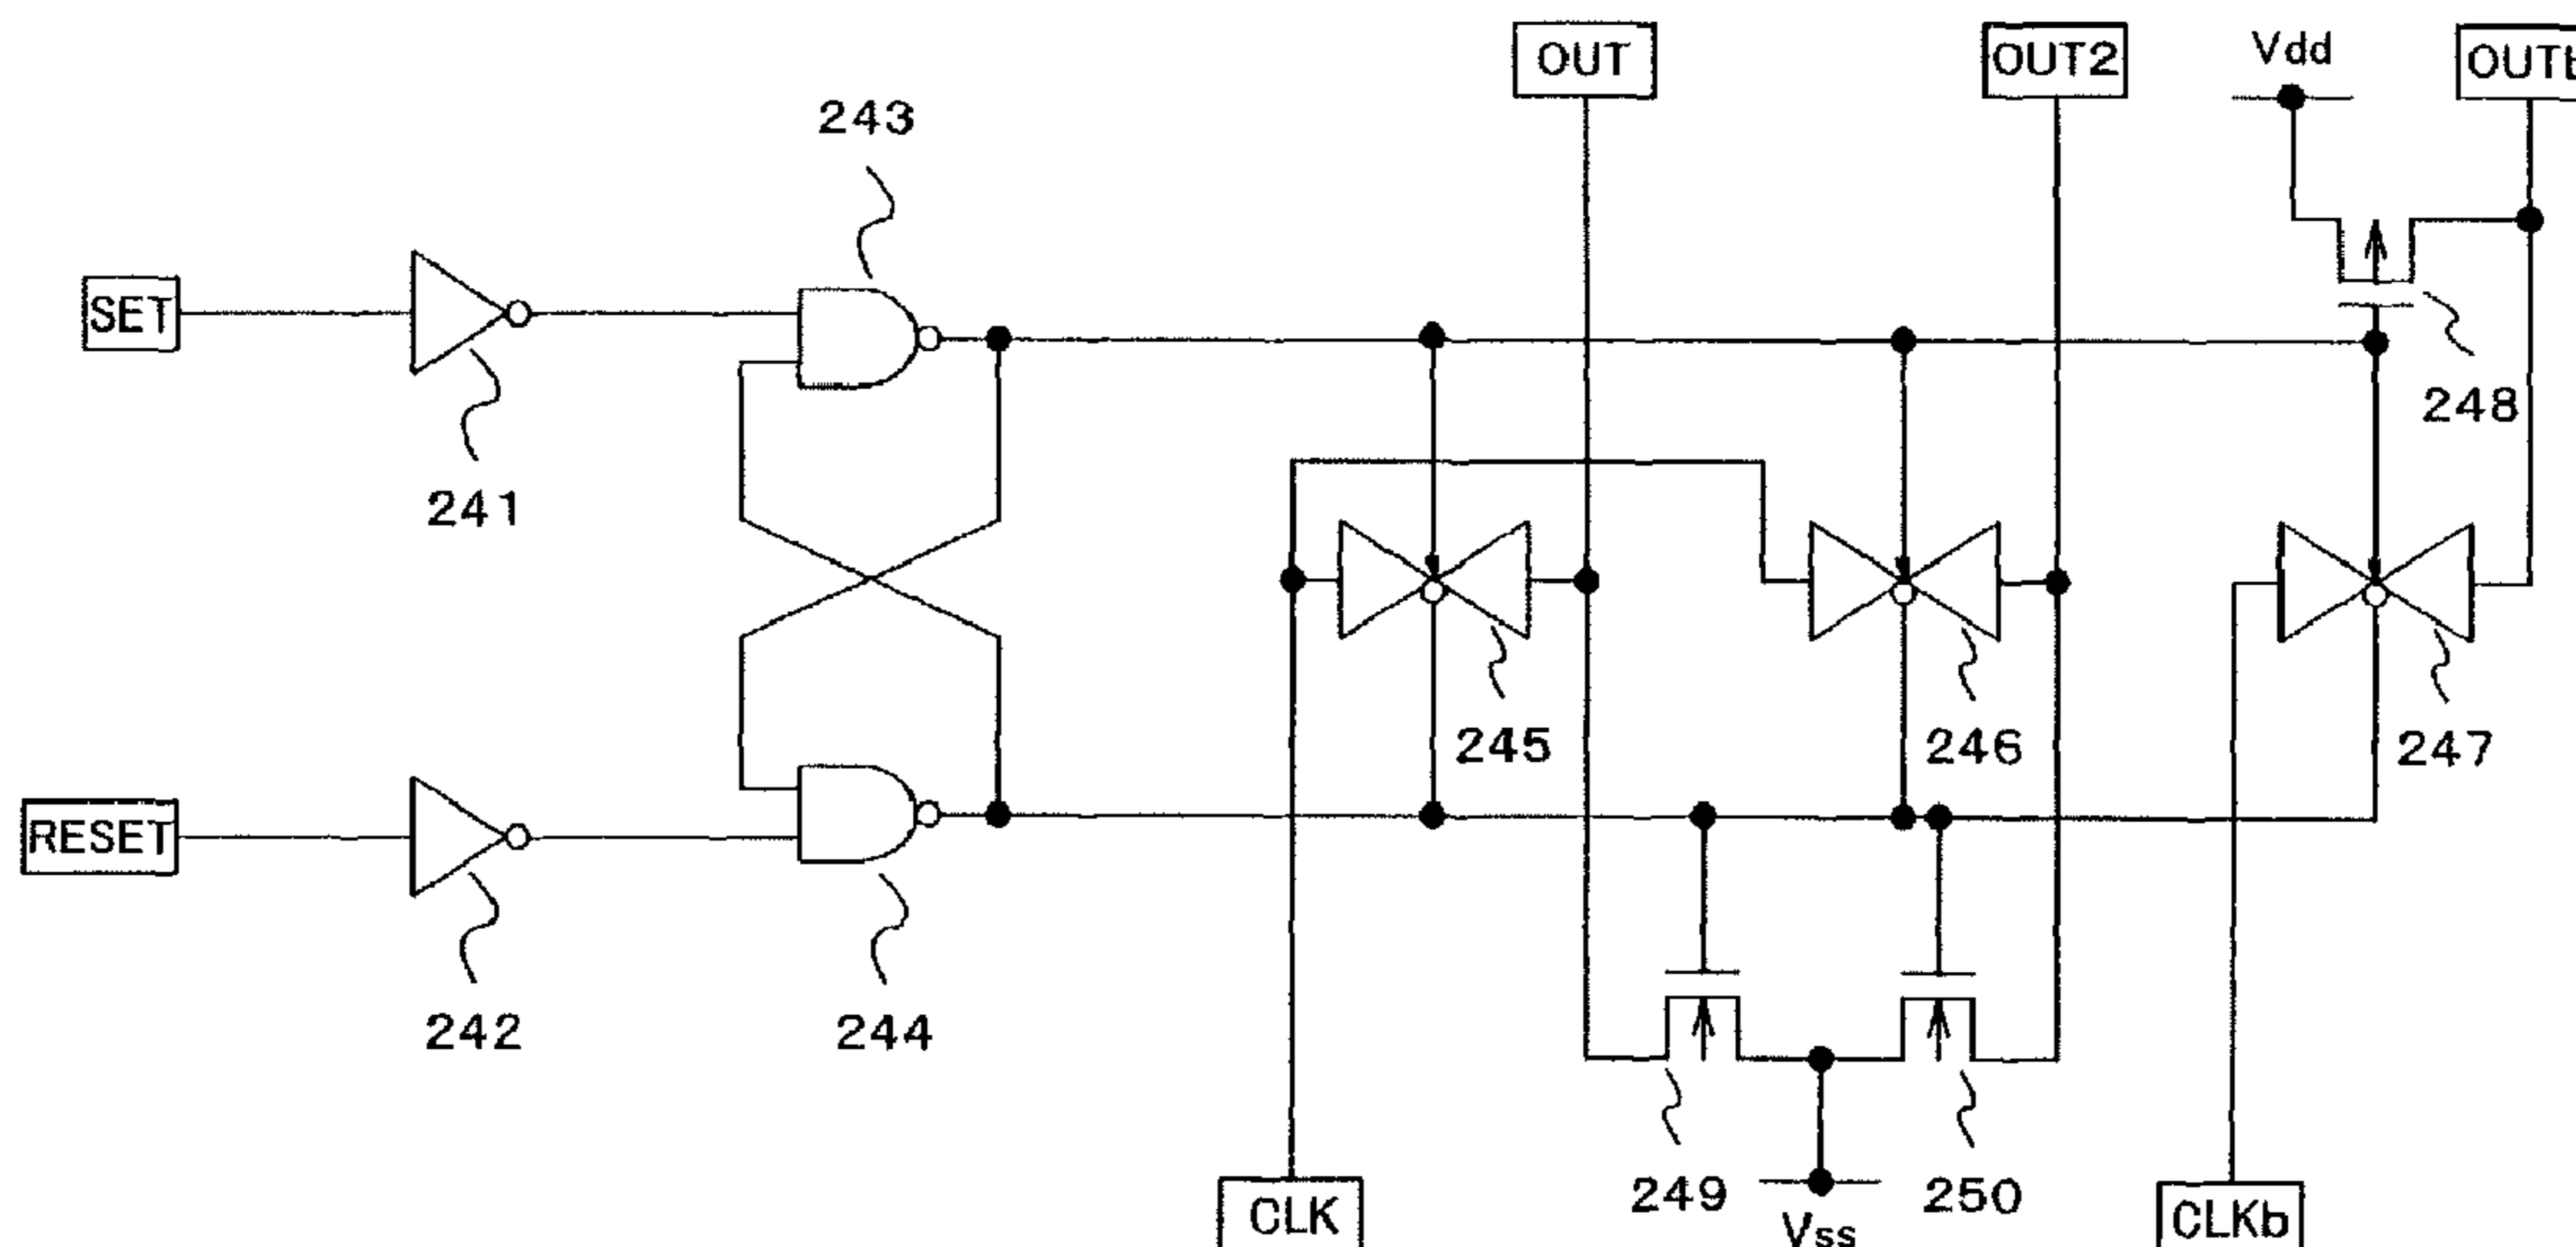 OUT
OUT2
Vdd
243
SET
248
241
245
246
247
RESET
242
244
249
250
CLK
Vss
CLKb